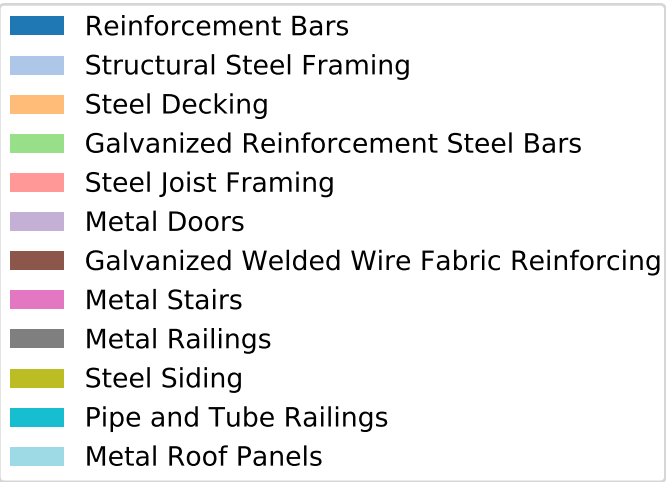 Reinforcement Bars
Structural Steel Framing
Steel Decking
Galvanized Reinforcement Steel Bars
Steel Joist Framing
Metal Doors
Galvanized Welded Wire Fabric Reinforcing
Metal Stairs
Metal Railings
Steel Siding
Pipe and Tube Railings
Metal Roof Panels